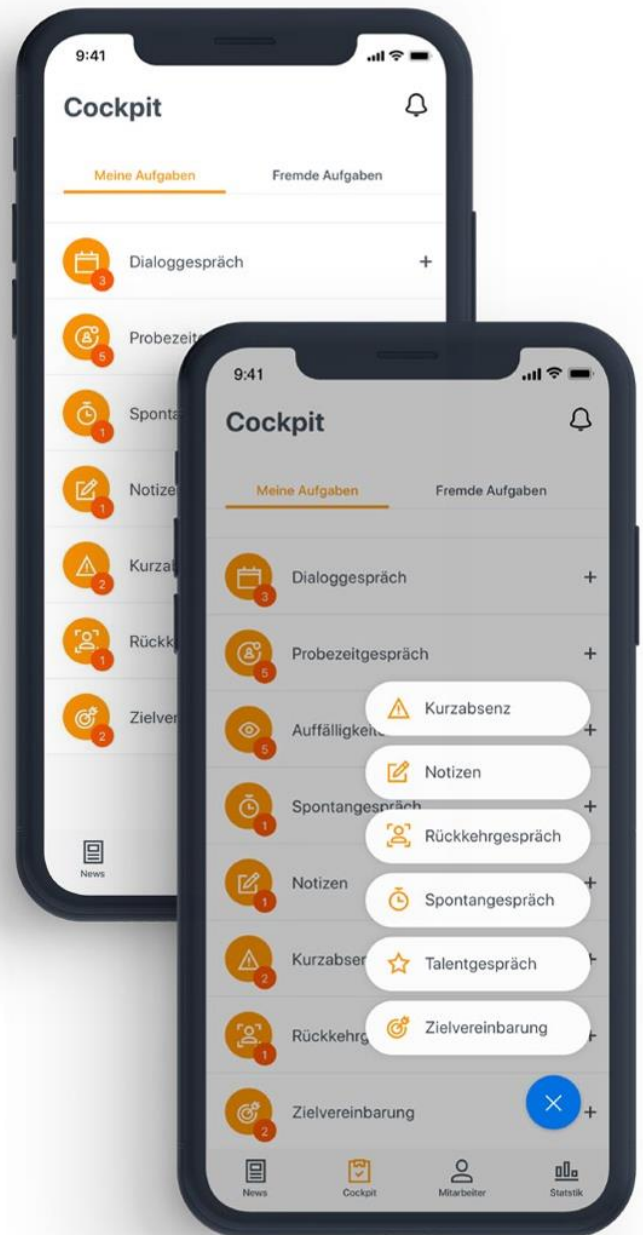 9:41
Cockpit
Meine Aufgaben Fremde Aufgaben
Dialoggespräch +
3
Probezeit
5
Sponta
1
Notize
1
Kurzab
2
Rückk
1
Zielver
2
News
9:41
Cockpit
Meine Aufgaben Fremde Aufgaben
Dialoggespräch +
3
Probezeitgespräch +
5
Auffälligkeit +
5
Spontangespräch +
1
Notizen +
1
Kurzabsen
2
Rückkehrg
1
Zielvereinbarung +
2
Kurzabsenz
Notizen
Rückkehrgespräch
Spontangespräch
Talentgespräch
Zielvereinbarung
News Cockpit Mitarbeiter Statstik